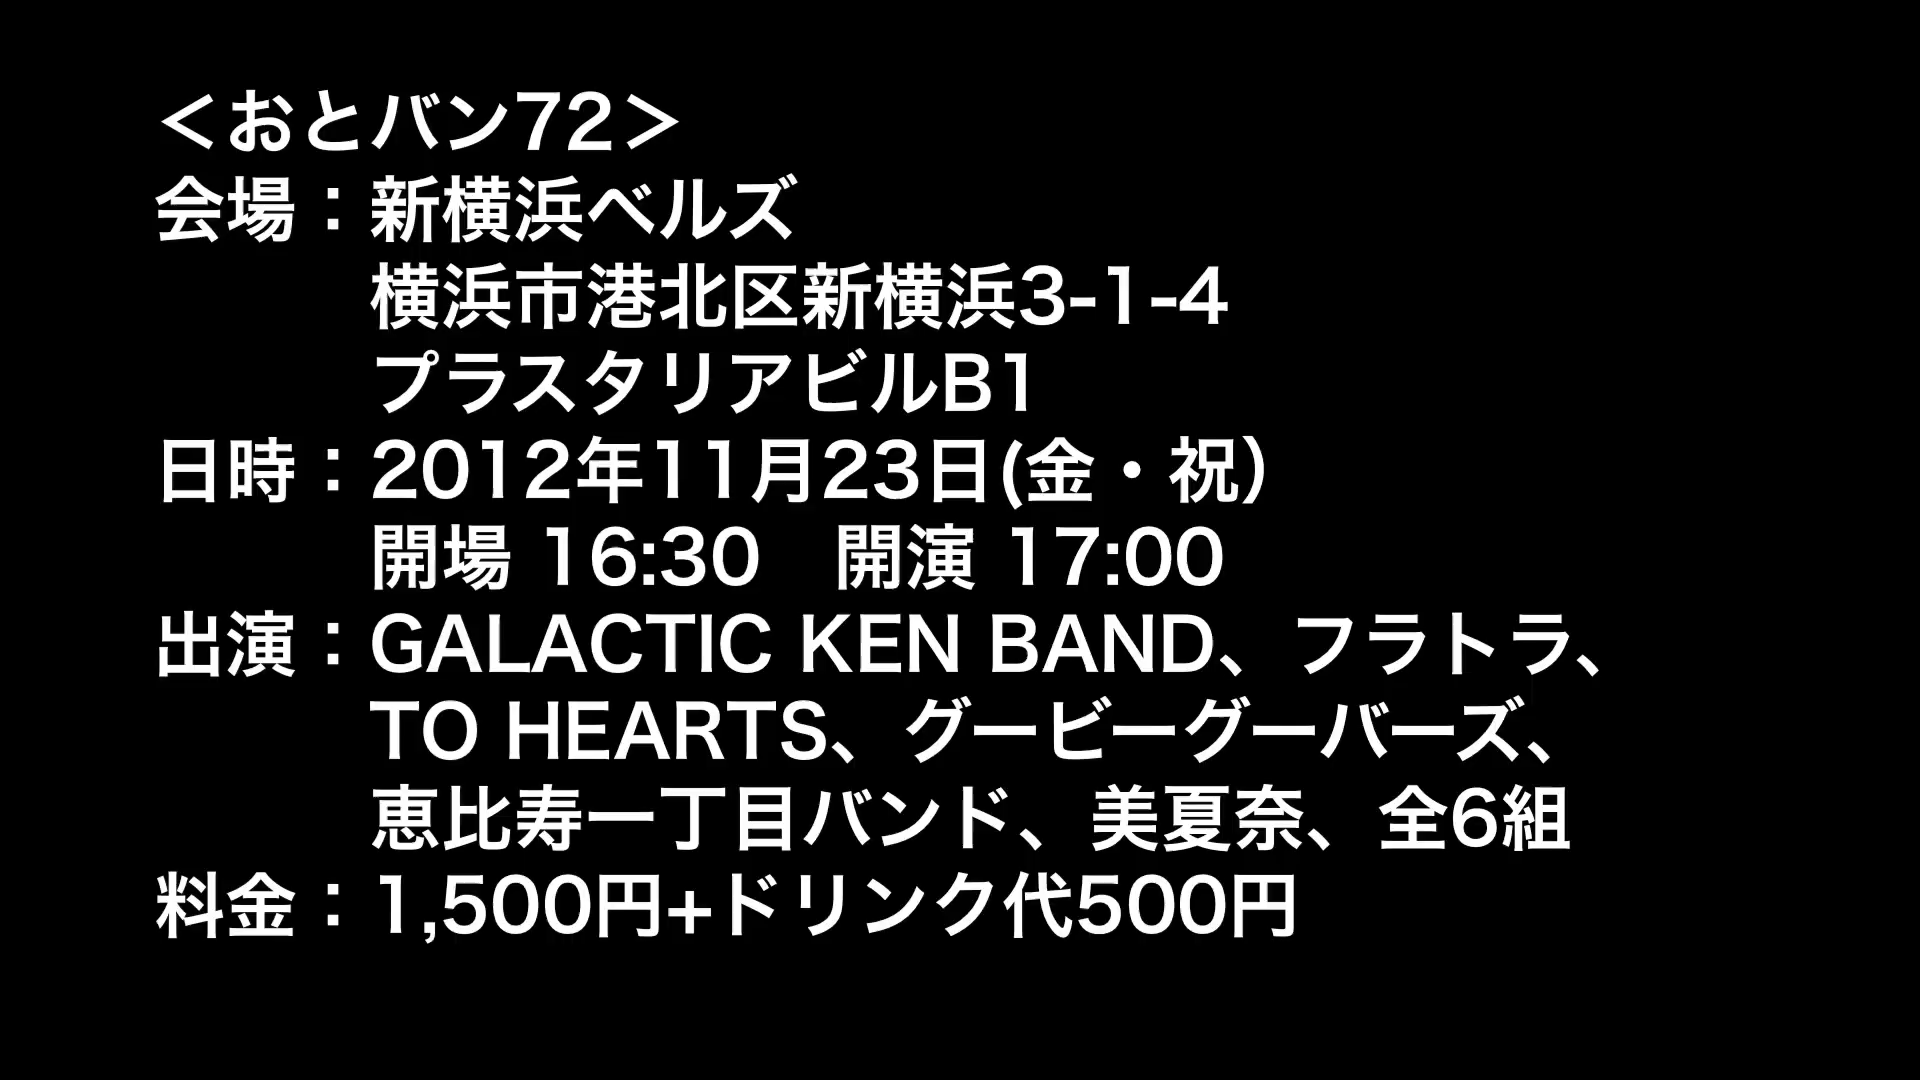 ＜おとバン72＞
会場：新横浜ベルズ
横浜市港北区新横浜3-1-4
プラスタリアビルB1
日時：2012年11月23日(金・祝）
開場 16:30　開演 17:00
出演：GALACTIC KEN BAND、フラトラ、
TO HEARTS、グービーグーバーズ、
恵比寿一丁目バンド、美夏奈、全6組
料金：1,500円+ドリンク代500円